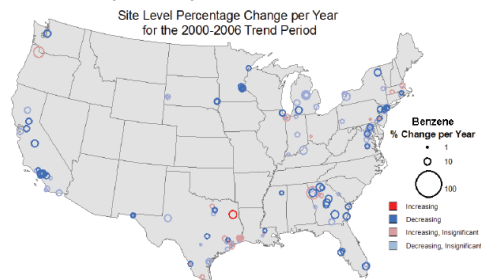 Site Level Percentage Change per Year
for the 2000-2006 Trend Period
Benzene
% Change per Year
1
10
100
Increasing
Decreasing
Increasing, Insignificant
Decreasing, Insignificant